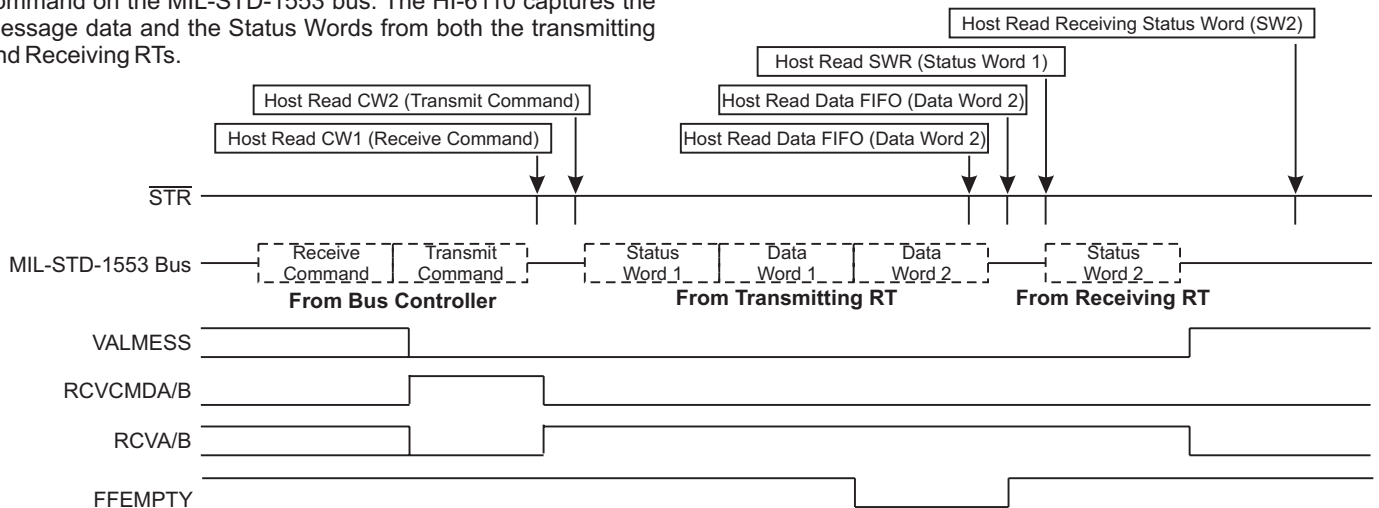 ommand on the MIL-STD-1553 bus. The HI-6110 captures the
essage data and the Status Words from both the transmitting
nd Receiving RTs.
Host Read Receiving Status Word (SW2)
Host Read SWR (Status Word 1)
Host Read CW2 (Transmit Command)
Host Read Data FIFO (Data Word 2)
Host Read CW1 (Receive Command)
Host Read Data FIFO (Data Word 2)
STR
MIL-STD-1553 Bus
Receive
Command
Transmit
Command
Status
Word 1
Data
Word 1
Data
Word 2
Status
Word 2
From Bus Controller
From Transmitting RT
From Receiving RT
VALMESS
RCVCMDA/B
RCVA/B
FFEMPTY